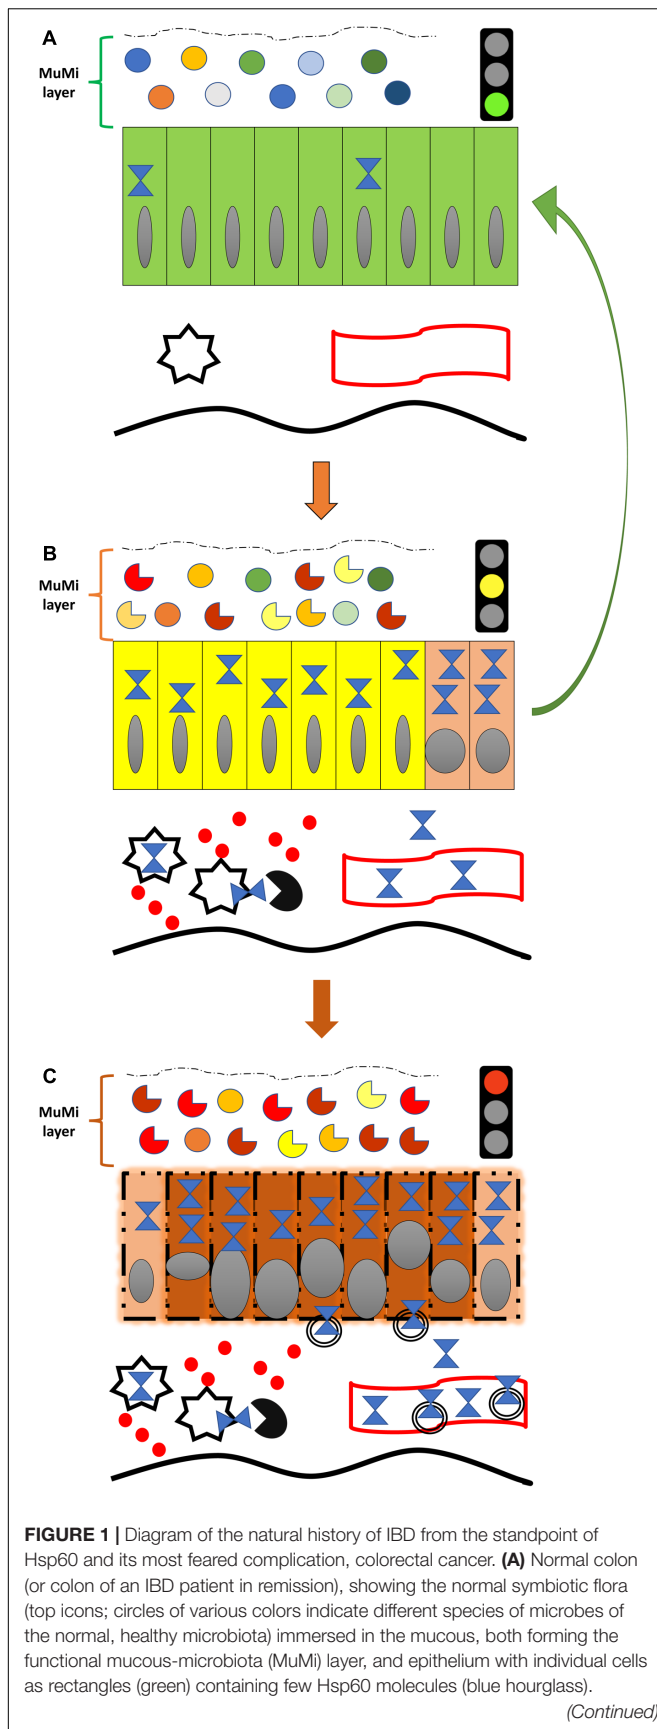 A
MuMi
layer
B
MuMi
layer
C
MuMi
layer
FIGURE 1 | Diagram of the natural history of IBD from the standpoint of
Hsp60 and its most feared complication, colorectal cancer. (A) Normal colon
(or colon of an IBD patient in remission), showing the normal symbiotic flora
(top icons; circles of various colors indicate different species of microbes of
the normal, healthy microbiota) immersed in the mucous, both forming the
functional mucous-microbiota (MuMi) layer, and epithelium with individual cells
as rectangles (green) containing few Hsp60 molecules (blue hourglass).
(Continued)